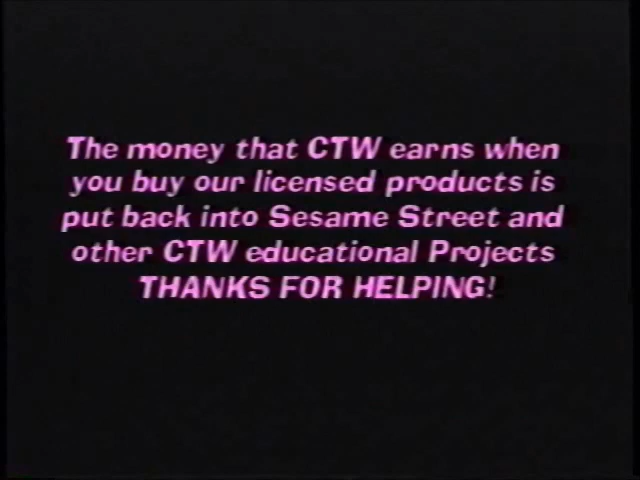 The money that CTW earns when
you buy our licensed products is
put back into Sesame Street and
other CTW educational Projects
THANKS FOR HELPING!